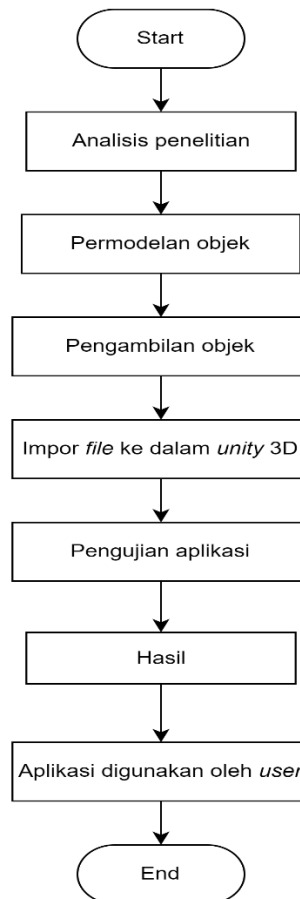 Start
Analisis penelitian
Permodelan objek
Pengambilan objek
Impor file ke dalam unity 3D
Pengujian aplikasi
Hasil
Aplikasi digunakan oleh user
End